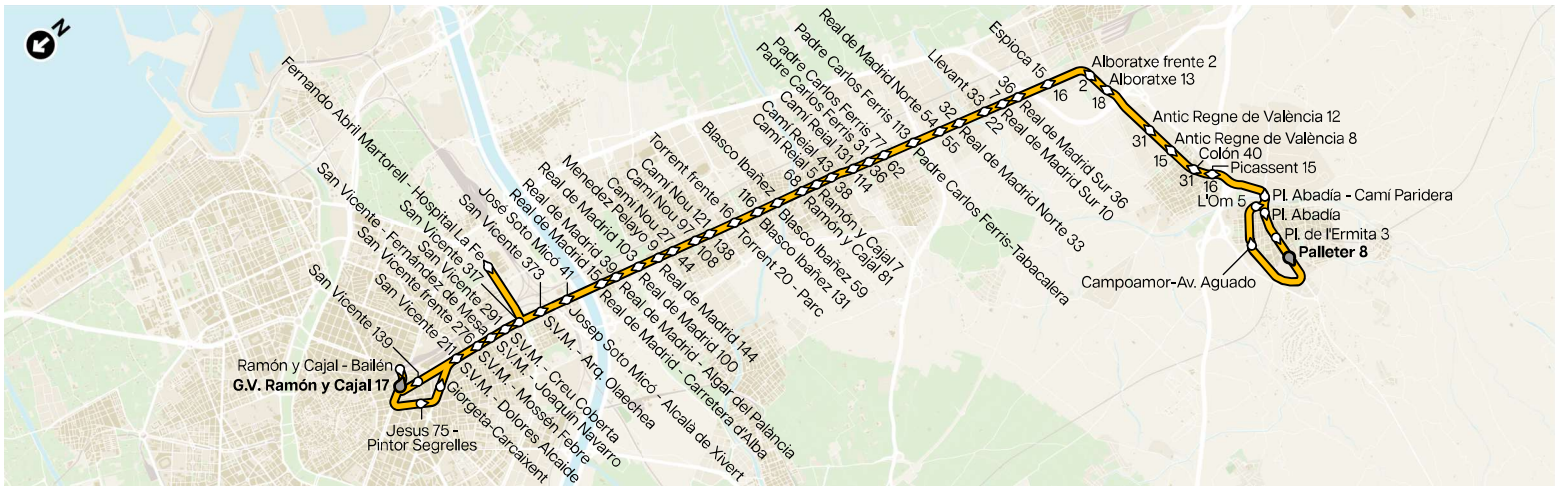 N
Fernando Abril Martorell - Hospital La Fe
San Vicente 317
San Vicente 291
San Vicente - Fernández de Mesa
San Vicente frente 276
San Vicente 211
San Vicente 139
Ramón y Cajal - Bailén
G.V. Ramón y Cajal 17
Jesus 75 -
Pintor Segrelles
Giorgeta-Carcaixent
S.V.M. - Dolores Alcaide
S.V.M. - Mossén Febre
S.V.M. - Joaquín Navarro
S.V.M. - Creu Coberta
S.V.M. - Arq. Olaechea
San Vicente 373
José Soto Micó 41
Josep Soto Micó - Alcalà de Xivert
Real de Madrid 15
Real de Madrid 39
Real de Madrid 103
Real de Madrid - Carretera d'Alba
Real de Madrid - Algar del Palància
Real de Madrid 100
Real de Madrid 144
Menedez Pelayo 9
44
Camí Nou 27
108
Camí Nou 97
138
Camí Nou 121
Torrent frente 16
Torrent 20 - Parc
116
Blasco Ibañez 131
Blasco Ibañez
68
Blasco Ibañez 59
Camí Reial 5
Ramón y Cajal 81
Camí Reial 43
Ramón y Cajal 7
38
Camí Reial 131
114
Padre Carlos Ferris 31
36
Padre Carlos Ferris 77
62
Padre Carlos Ferris 113
Padre Carlos Ferris-Tabacalera
Real de Madrid Norte 54
55
32
Real de Madrid Norte 33
Llevant 33
22
7
Real de Madrid Sur 10
36
Real de Madrid Sur 36
Espioca 15
16
Alboratxe frente 2
2
Alboratxe 13
18
Antic Regne de València 12
31
Antic Regne de València 8
15
Colón 40
31
Picassent 15
16
L'Om 5
Pl. Abadía - Camí Paridera
Pl. Abadía
Pl. de l'Ermita 3
Palleter 8
Campoamor-Av. Aguado